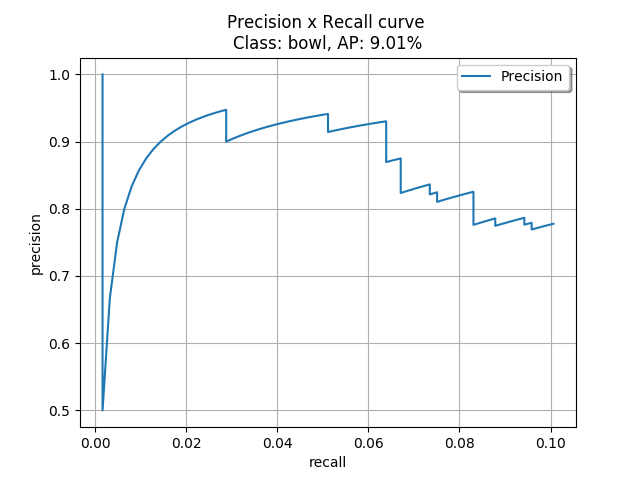 Precision x Recall curve
Class: bowl, AP: 9.01%
Precision
1.0
0.9
0.8
0.7
0.6
0.5
precision
0.00 0.02 0.04 0.06 0.08 0.10
recall